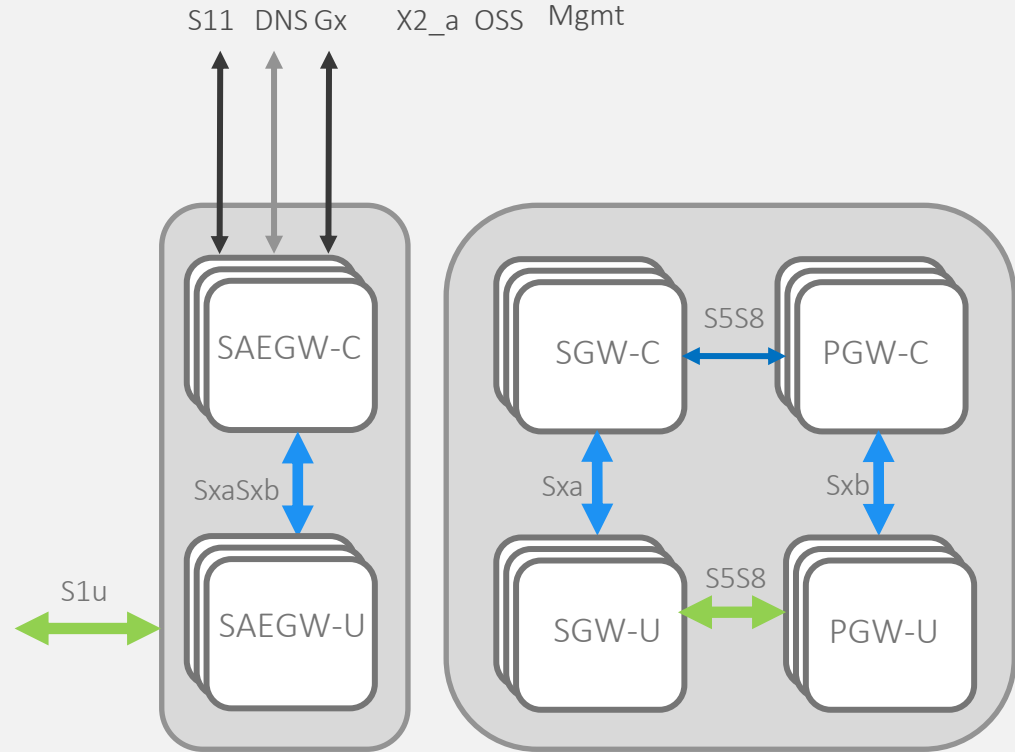 S11 DNS Gx X2_a OSS Mgmt
S5S8
SAEGW-C SGW-C PGW-C
SxaSxb Sxa Sxb
S1u S5S8
SAEGW-U SGW-U PGW-U